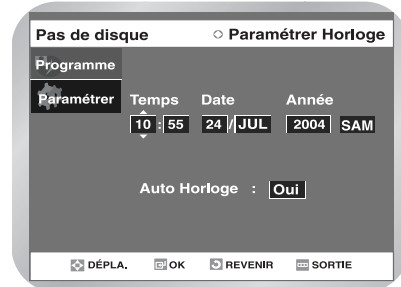 Pas de disque Paramétrer Horloge
Programme
Paramétrer Temps Date Année
10 : 55 24 / JUL 2004 SAM
Auto Horloge : Oui
DÉPLA. OK REVENIR SORTIE